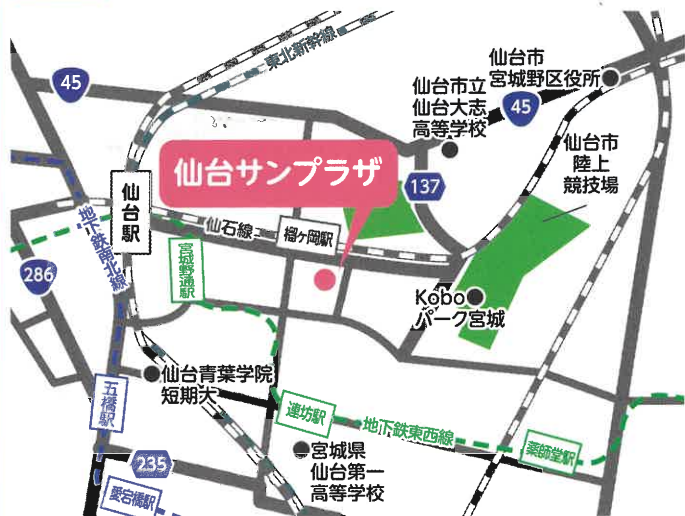 東北新幹線
45
仙台市
宮城野区役所
仙台市立
仙台大志
高等学校
45
仙台市
陸上
競技場
仙台サンプラザ
137
仙台駅
地下鉄南北線
仙石線
榴ヶ岡駅
宮城野通駅
286
Kobo
パーク宮城
仙台青葉学院
短期大
五橋駅
連坊駅
地下鉄東西線
薬師堂駅
宮城県
仙台第一
高等学校
235
愛宕橋駅